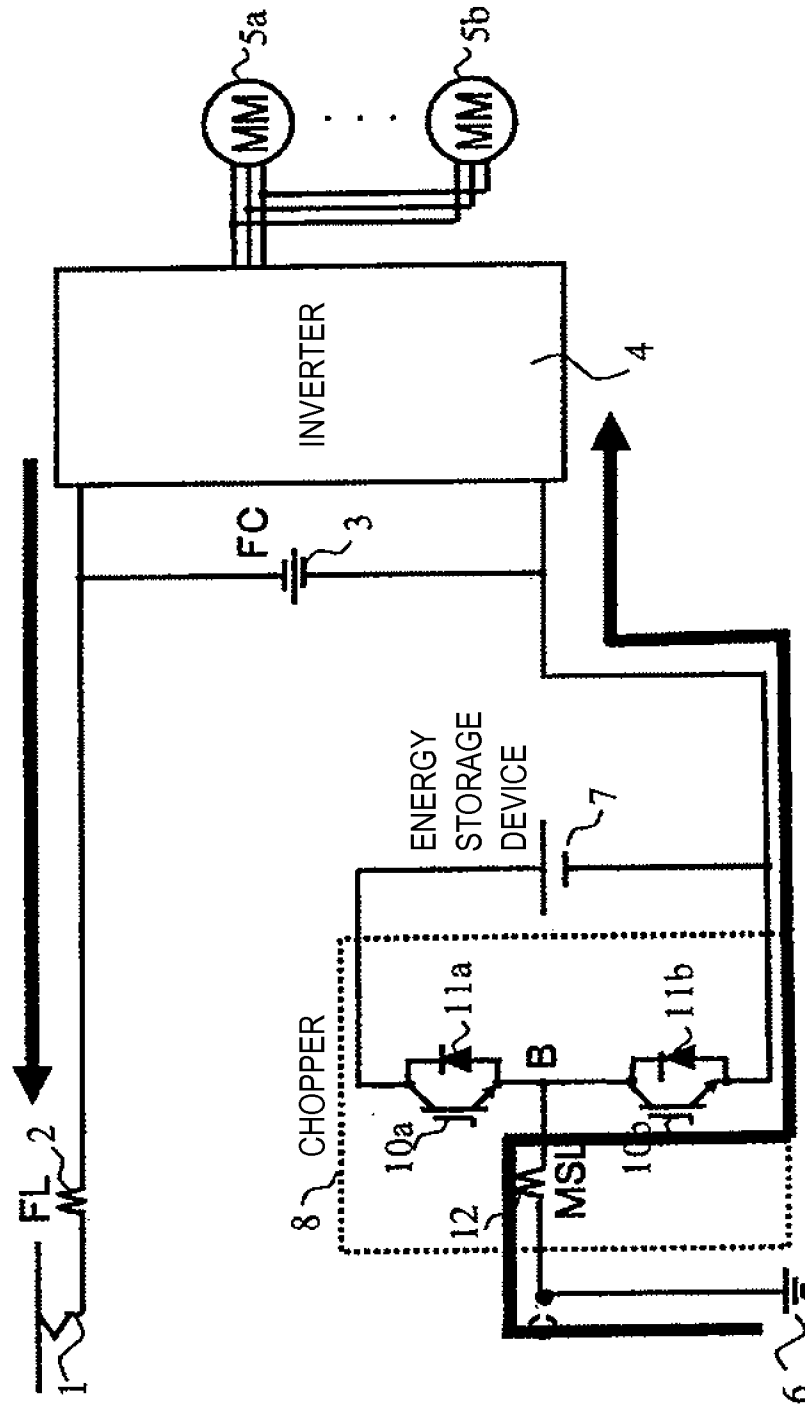 FL
1
2
FC
3
INVERTER
4
MM
5a
MM
5b
CHOPPER
8
ENERGY
STORAGE
DEVICE
7
10a
11a
B
12
MSL
10b
11b
6